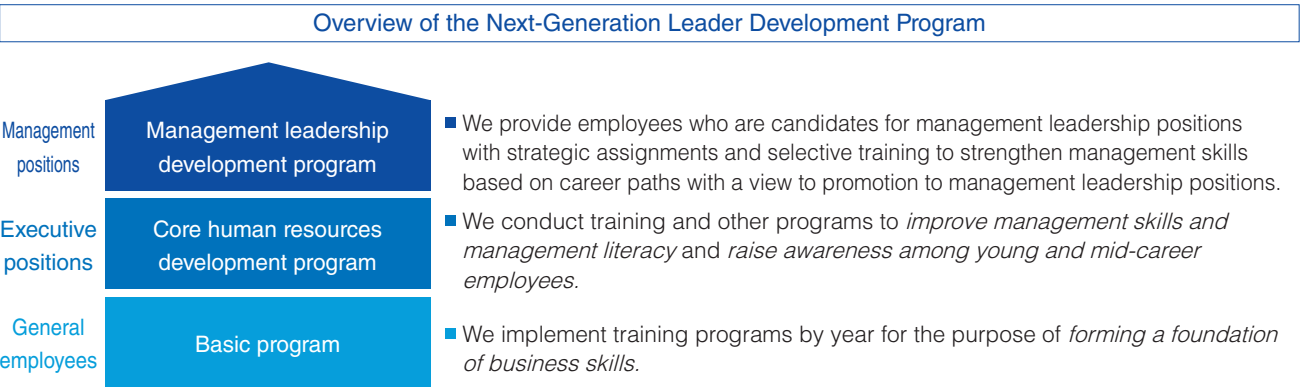 Overview of the Next-Generation Leader Development Program
Management
positions
Management leadership
development program
■ We provide employees who are candidates for management leadership positions
with strategic assignments and selective training to strengthen management skills
based on career paths with a view to promotion to management leadership positions.
Executive
positions
Core human resources
development program
■ We conduct training and other programs to improve management skills and
management literacy and raise awareness among young and mid-career
employees.
General
employees
Basic program
■ We implement training programs by year for the purpose of forming a foundation
of business skills.